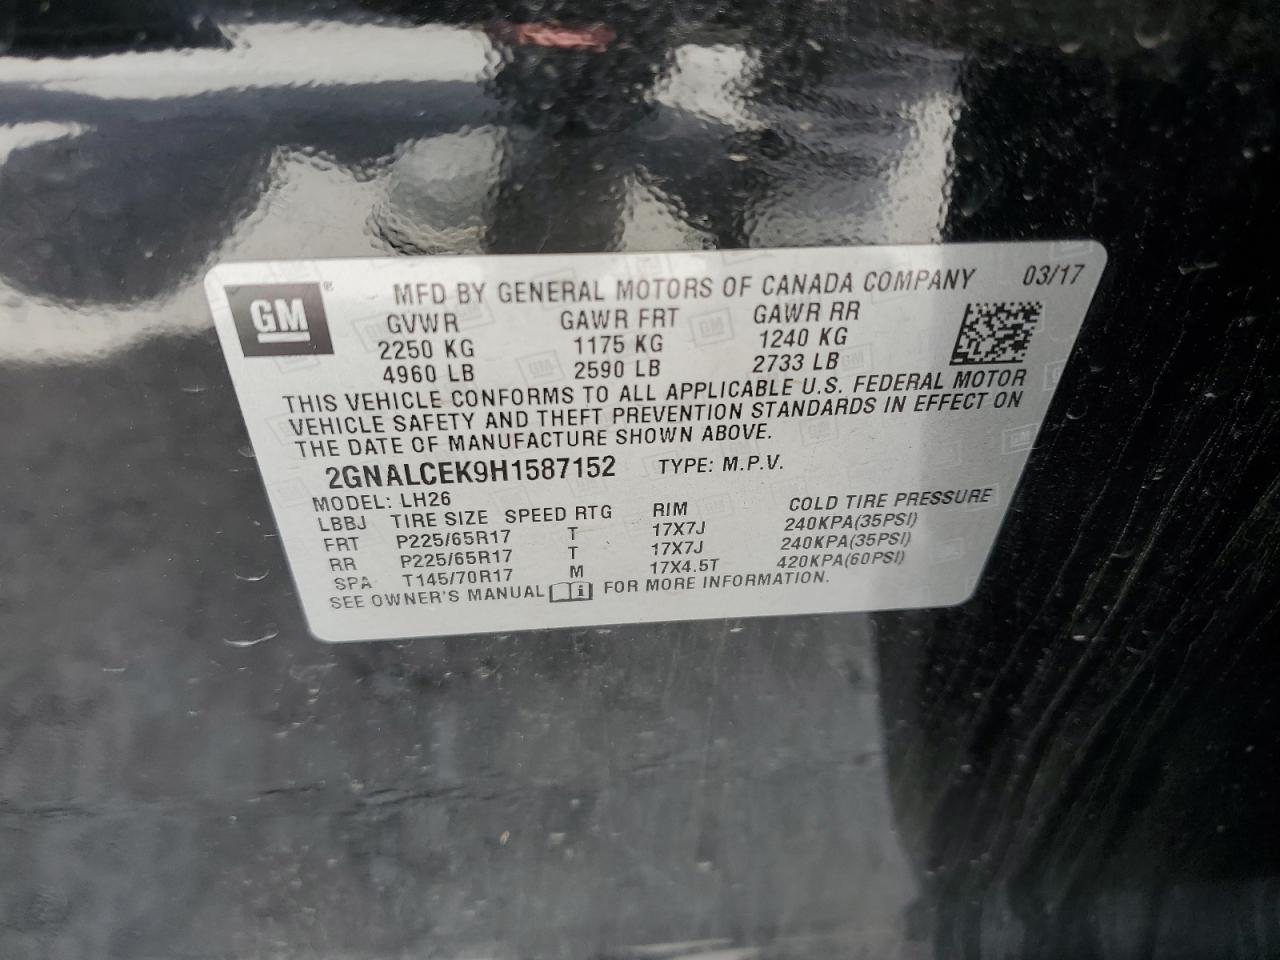 GM ®
MFD BY GENERAL MOTORS OF CANADA COMPANY 03/17
GVWR GAWR FRT GAWR RR
2250 KG 1175 KG 1240 KG
4960 LB 2590 LB 2733 LB
THIS VEHICLE CONFORMS TO ALL APPLICABLE U.S. FEDERAL MOTOR
VEHICLE SAFETY AND THEFT PREVENTION STANDARDS IN EFFECT ON
THE DATE OF MANUFACTURE SHOWN ABOVE.
2GNALCEK9H1587152 TYPE: M.P.V.
MODEL: LH26
LBBJ TIRE SIZE SPEED RTG RIM COLD TIRE PRESSURE
FRT P225/65R17 T 17X7J 240KPA(35PSI)
RR P225/65R17 T 17X7J 240KPA(35PSI)
SPA T145/70R17 M 17X4.5T 420KPA(60PSI)
SEE OWNER'S MANUAL i FOR MORE INFORMATION.